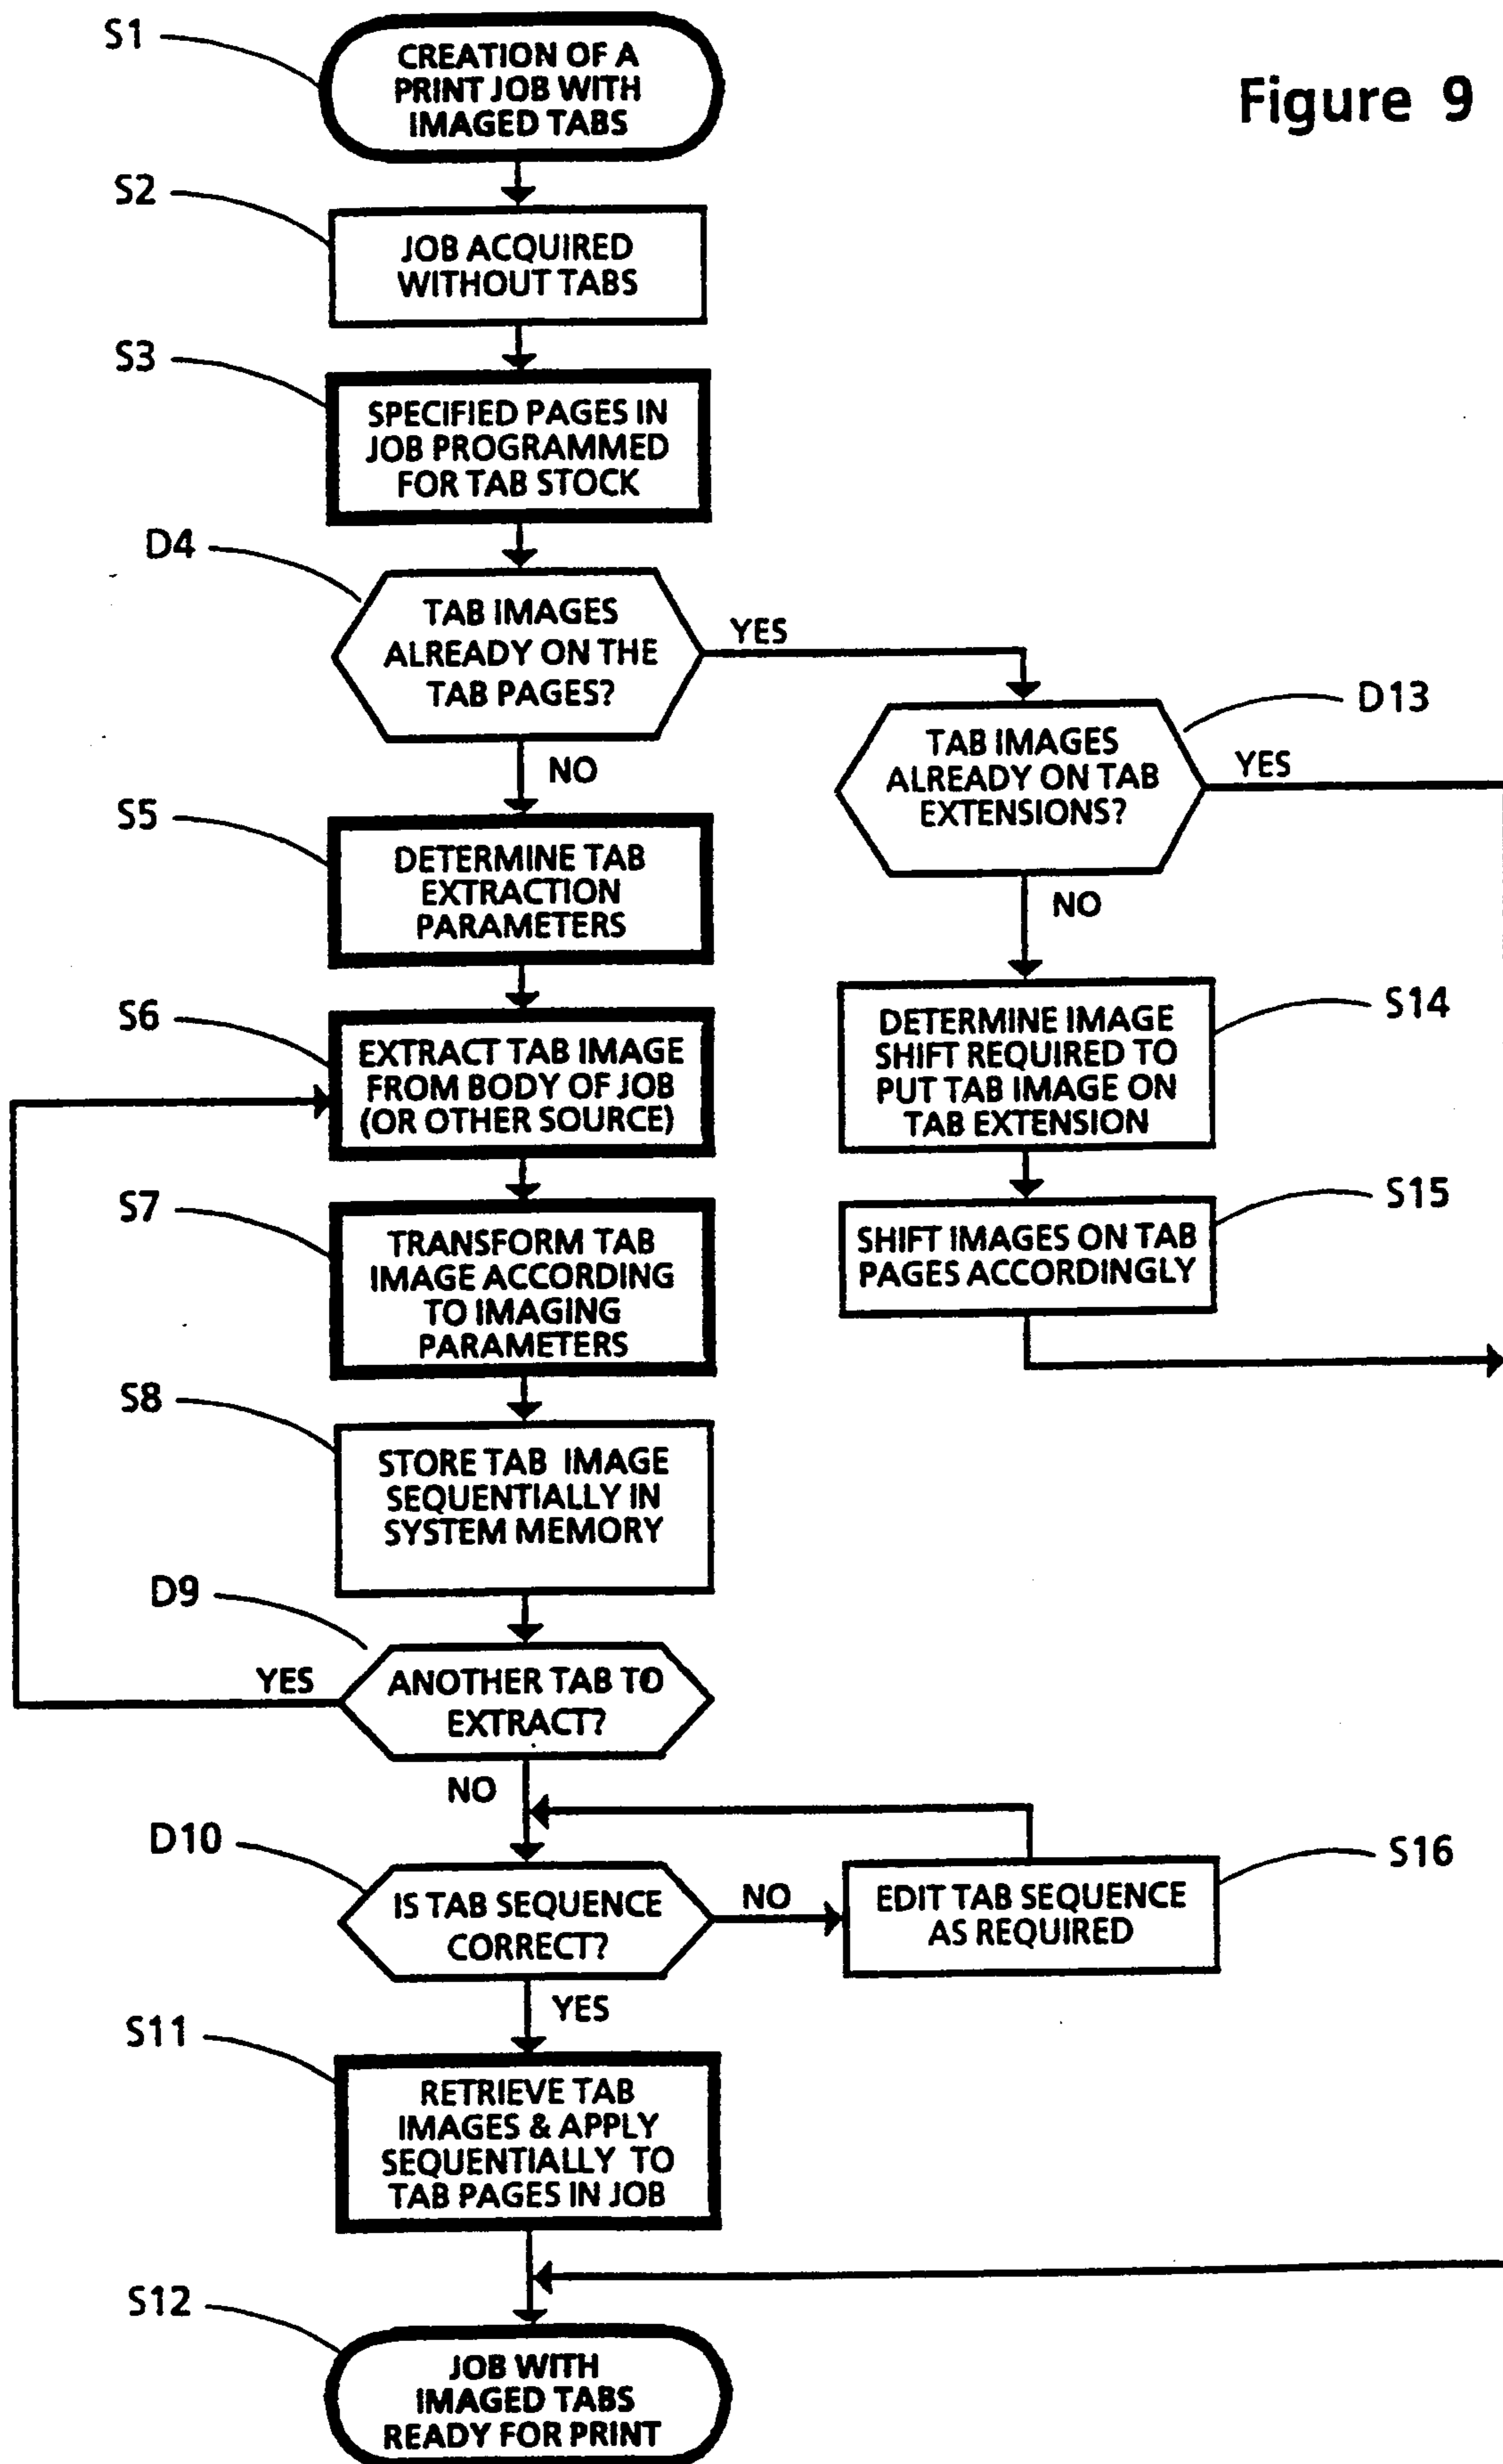 Figure 9
S1
CREATION OF A
PRINT JOB WITH
IMAGED TABS
S2
JOB ACQUIRED
WITHOUT TABS
S3
SPECIFIED PAGES IN
JOB PROGRAMMED
FOR TAB STOCK
D4
TAB IMAGES
ALREADY ON THE
TAB PAGES?
YES
NO
D13
TAB IMAGES
ALREADY ON TAB
EXTENSIONS?
YES
NO
S5
DETERMINE TAB
EXTRACTION
PARAMETERS
S6
EXTRACT TAB IMAGE
FROM BODY OF JOB
(OR OTHER SOURCE)
S14
DETERMINE IMAGE
SHIFT REQUIRED TO
PUT TAB IMAGE ON
TAB EXTENSION
S7
TRANSFORM TAB
IMAGE ACCORDING
TO IMAGING
PARAMETERS
S15
SHIFT IMAGES ON TAB
PAGES ACCORDINGLY
S8
STORE TAB IMAGE
SEQUENTIALLY IN
SYSTEM MEMORY
D9
ANOTHER TAB TO
EXTRACT?
YES
NO
D10
IS TAB SEQUENCE
CORRECT?
NO
YES
S16
EDIT TAB SEQUENCE
AS REQUIRED
S11
RETRIEVE TAB
IMAGES & APPLY
SEQUENTIALLY TO
TAB PAGES IN JOB
S12
JOB WITH
IMAGED TABS
READY FOR PRINT